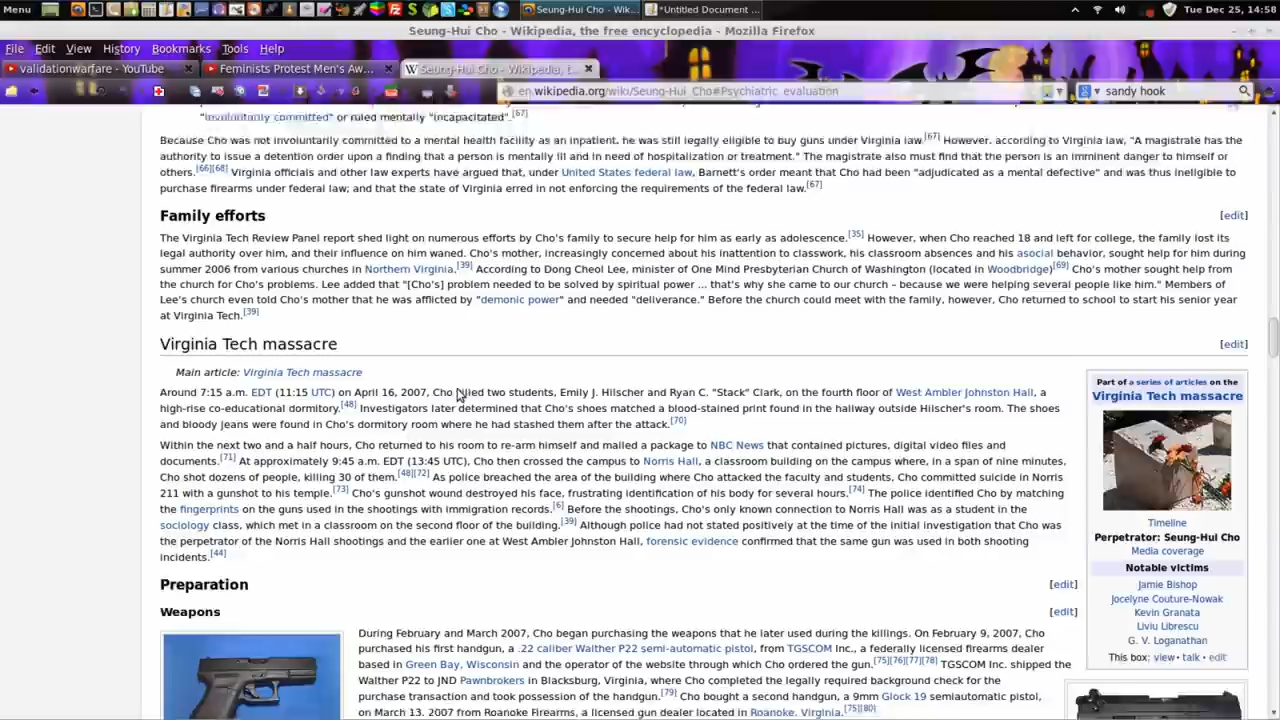 Menu Seung-Hui Cho - Wik... *Untitled Document ... Tue Dec 25, 14:58
Seung-Hui Cho - Wikipedia, the free encyclopedia - Mozilla Firefox
File Edit View History Bookmarks Tools Help
validationwarfare - YouTube Feminists Protest Men's Aw... Seung-Hui Cho - Wikipedia, t...
en.wikipedia.org/wiki/Seung-Hui_Cho#Psychiatric_evaluation sandy hook
"involuntarily committed" or ruled mentally "incapacitated".[67]
Because Cho was not involuntarily committed to a mental health facility as an inpatient, he was still legally eligible to buy guns under Virginia law.[67] However, according to Virginia law, "A magistrate has the
authority to issue a detention order upon a finding that a person is mentally ill and in need of hospitalization or treatment." The magistrate also must find that the person is an imminent danger to himself or
others.[66][68] Virginia officials and other law experts have argued that, under United States federal law, Barnett's order meant that Cho had been "adjudicated as a mental defective" and was thus ineligible to
purchase firearms under federal law; and that the state of Virginia erred in not enforcing the requirements of the federal law.[67]
Family efforts [edit]
The Virginia Tech Review Panel report shed light on numerous efforts by Cho's family to secure help for him as early as adolescence.[35] However, when Cho reached 18 and left for college, the family lost its
legal authority over him, and their influence on him waned. Cho's mother, increasingly concerned about his inattention to classwork, his classroom absences and his asocial behavior, sought help for him during
summer 2006 from various churches in Northern Virginia.[39] According to Dong Cheol Lee, minister of One Mind Presbyterian Church of Washington (located in Woodbridge)[69] Cho's mother sought help from
the church for Cho's problems. Lee added that "[Cho's] problem needed to be solved by spiritual power ... that's why she came to our church – because we were helping several people like him." Members of
Lee's church even told Cho's mother that he was afflicted by "demonic power" and needed "deliverance." Before the church could meet with the family, however, Cho returned to school to start his senior year
at Virginia Tech.[39]
Virginia Tech massacre [edit]
Main article: Virginia Tech massacre
Around 7:15 a.m. EDT (11:15 UTC) on April 16, 2007, Cho killed two students, Emily J. Hilscher and Ryan C. "Stack" Clark, on the fourth floor of West Ambler Johnston Hall, a
high-rise co-educational dormitory.[48] Investigators later determined that Cho's shoes matched a blood-stained print found in the hallway outside Hilscher's room. The shoes
and bloody jeans were found in Cho's dormitory room where he had stashed them after the attack.[70]
Within the next two and a half hours, Cho returned to his room to re-arm himself and mailed a package to NBC News that contained pictures, digital video files and
documents.[71] At approximately 9:45 a.m. EDT (13:45 UTC), Cho then crossed the campus to Norris Hall, a classroom building on the campus where, in a span of nine minutes,
Cho shot dozens of people, killing 30 of them.[48][72] As police breached the area of the building where Cho attacked the faculty and students, Cho committed suicide in Norris
211 with a gunshot to his temple.[73] Cho's gunshot wound destroyed his face, frustrating identification of his body for several hours.[74] The police identified Cho by matching
the fingerprints on the guns used in the shootings with immigration records.[6] Before the shootings, Cho's only known connection to Norris Hall was as a student in the
sociology class, which met in a classroom on the second floor of the building.[39] Although police had not stated positively at the time of the initial investigation that Cho was
the perpetrator of the Norris Hall shootings and the earlier one at West Ambler Johnston Hall, forensic evidence confirmed that the same gun was used in both shooting
incidents.[44]
Part of a series of articles on the
Virginia Tech massacre
Timeline
Perpetrator: Seung-Hui Cho
Media coverage
Notable victims
Jamie Bishop
Jocelyne Couture-Nowak
Kevin Granata
Liviu Librescu
G. V. Loganathan
This box: view · talk · edit
Preparation [edit]
Weapons [edit]
During February and March 2007, Cho began purchasing the weapons that he later used during the killings. On February 9, 2007, Cho
purchased his first handgun, a .22 caliber Walther P22 semi-automatic pistol, from TGSCOM Inc., a federally licensed firearms dealer
based in Green Bay, Wisconsin and the operator of the website through which Cho ordered the gun.[75][76][77][78] TGSCOM Inc. shipped the
Walther P22 to JND Pawnbrokers in Blacksburg, Virginia, where Cho completed the legally required background check for the
purchase transaction and took possession of the handgun.[79] Cho bought a second handgun, a 9mm Glock 19 semiautomatic pistol,
on March 13, 2007 from Roanoke Firearms, a licensed gun dealer located in Roanoke, Virginia.[75][80]